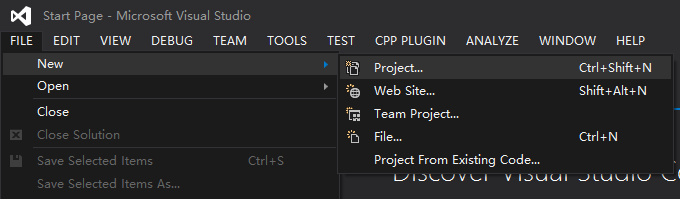 Start Page - Microsoft Visual Studio
FILE EDIT VIEW DEBUG TEAM TOOLS TEST CPP PLUGIN ANALYZE WINDOW HELP
New
Open
Close
Close Solution
Save Selected Items Ctrl+S
Save Selected Items As...
Project... Ctrl+Shift+N
Web Site... Shift+Alt+N
Team Project...
File... Ctrl+N
Project From Existing Code...
Discover Visual Studio